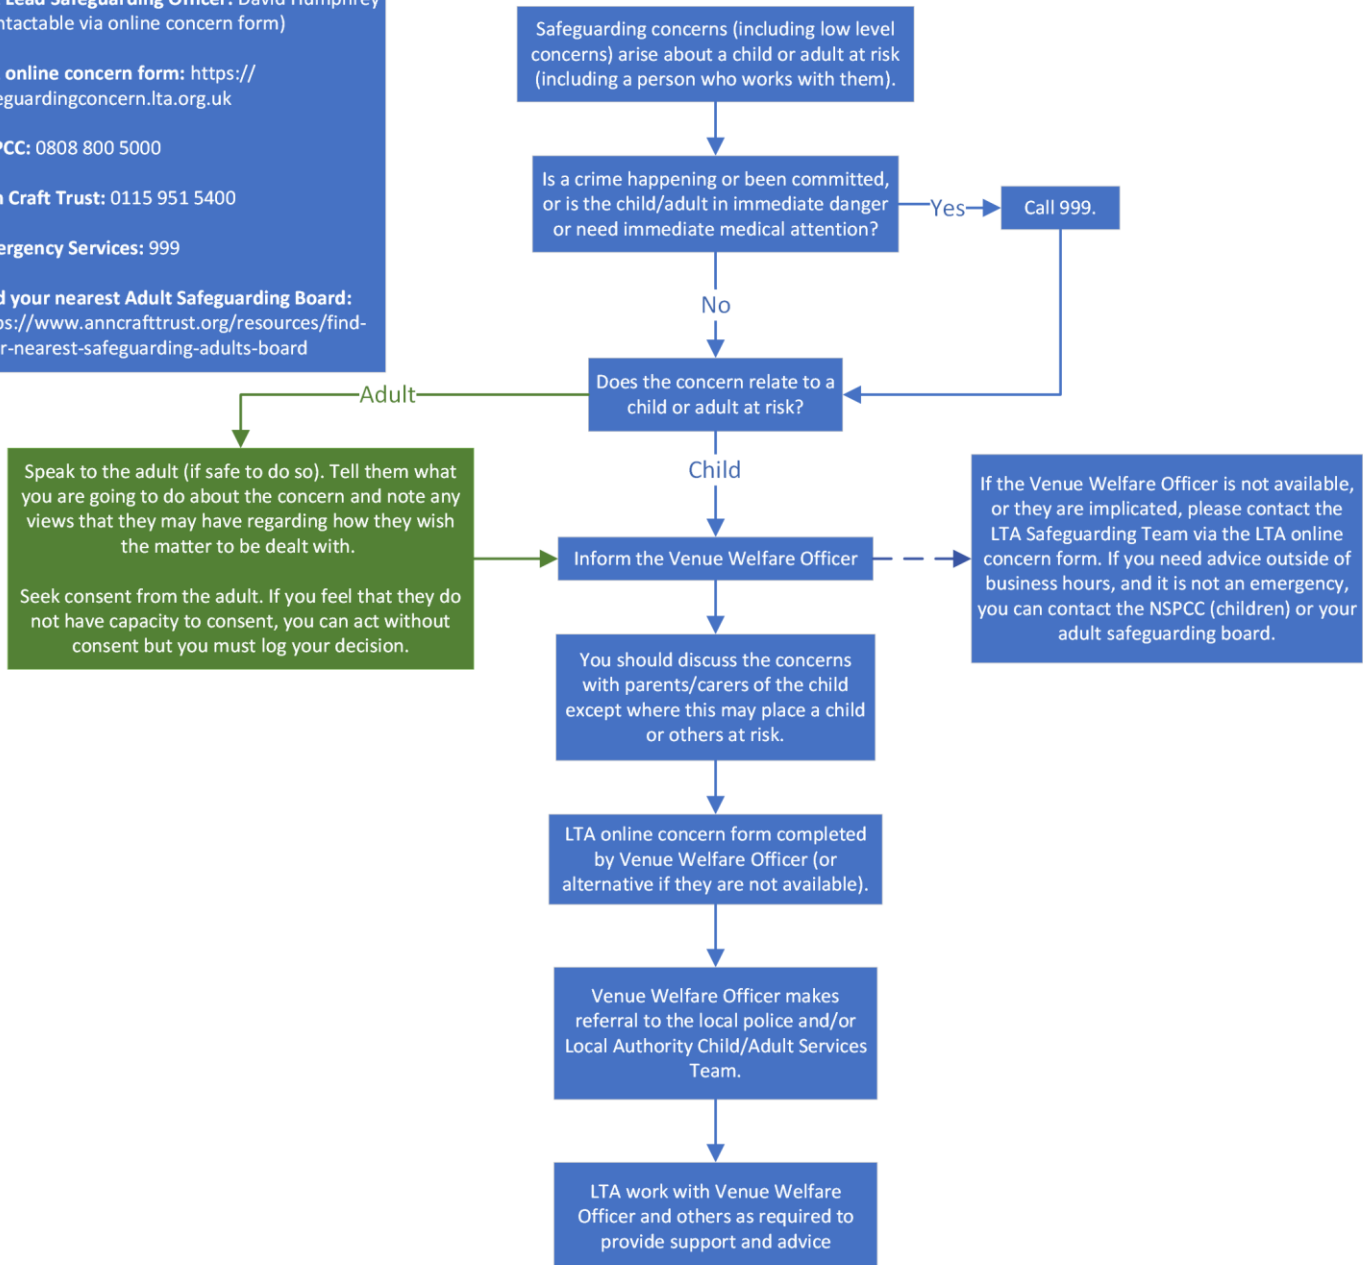 Lead Safeguarding Officer: David Humphrey
ntactable via online concern form)
online concern form: https://
eguardingconcern.lta.org.uk
PCC: 0808 800 5000
n Craft Trust: 0115 951 5400
ergency Services: 999
d your nearest Adult Safeguarding Board:
ps://www.anncrafttrust.org/resources/find-
r-nearest-safeguarding-adults-board
Safeguarding concerns (including low level
concerns) arise about a child or adult at risk
(including a person who works with them).
Is a crime happening or been committed,
or is the child/adult in immediate danger
or need immediate medical attention?
Yes
Call 999.
No
Does the concern relate to a
child or adult at risk?
Adult
Child
Speak to the adult (if safe to do so). Tell them what
you are going to do about the concern and note any
views that they may have regarding how they wish
the matter to be dealt with.
Seek consent from the adult. If you feel that they do
not have capacity to consent, you can act without
consent but you must log your decision.
Inform the Venue Welfare Officer
If the Venue Welfare Officer is not available,
or they are implicated, please contact the
LTA Safeguarding Team via the LTA online
concern form. If you need advice outside of
business hours, and it is not an emergency,
you can contact the NSPCC (children) or your
adult safeguarding board.
You should discuss the concerns
with parents/carers of the child
except where this may place a child
or others at risk.
LTA online concern form completed
by Venue Welfare Officer (or
alternative if they are not available).
Venue Welfare Officer makes
referral to the local police and/or
Local Authority Child/Adult Services
Team.
LTA work with Venue Welfare
Officer and others as required to
provide support and advice